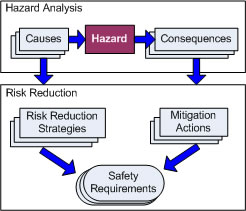 Hazard Analysis
Causes
Hazard
Consequences
Risk Reduction
Risk Reduction
Strategies
Mitigation
Actions
Safety
Requirements